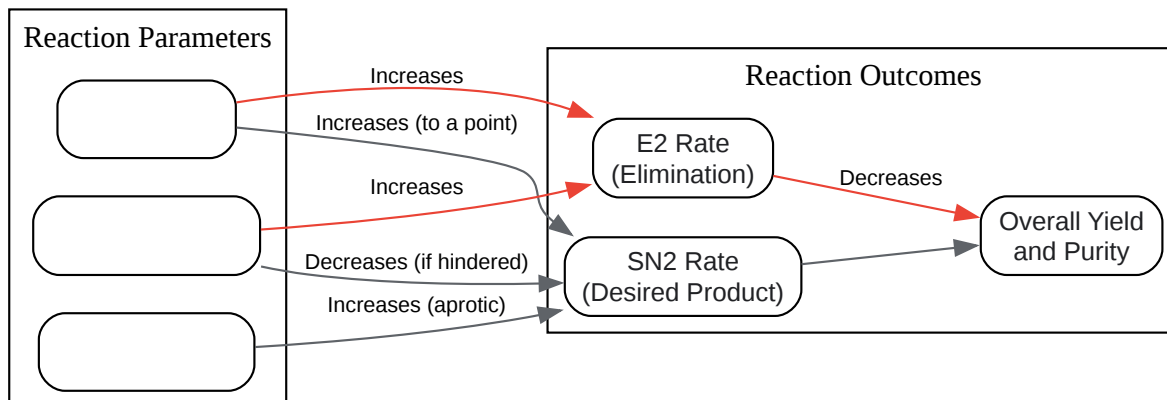 Reaction Parameters
Increases
Increases (to a point)
Increases
Decreases (if hindered)
Increases (aprotic)
Reaction Outcomes
E2 Rate
(Elimination)
SN2 Rate
(Desired Product)
Decreases
Overall Yield
and Purity